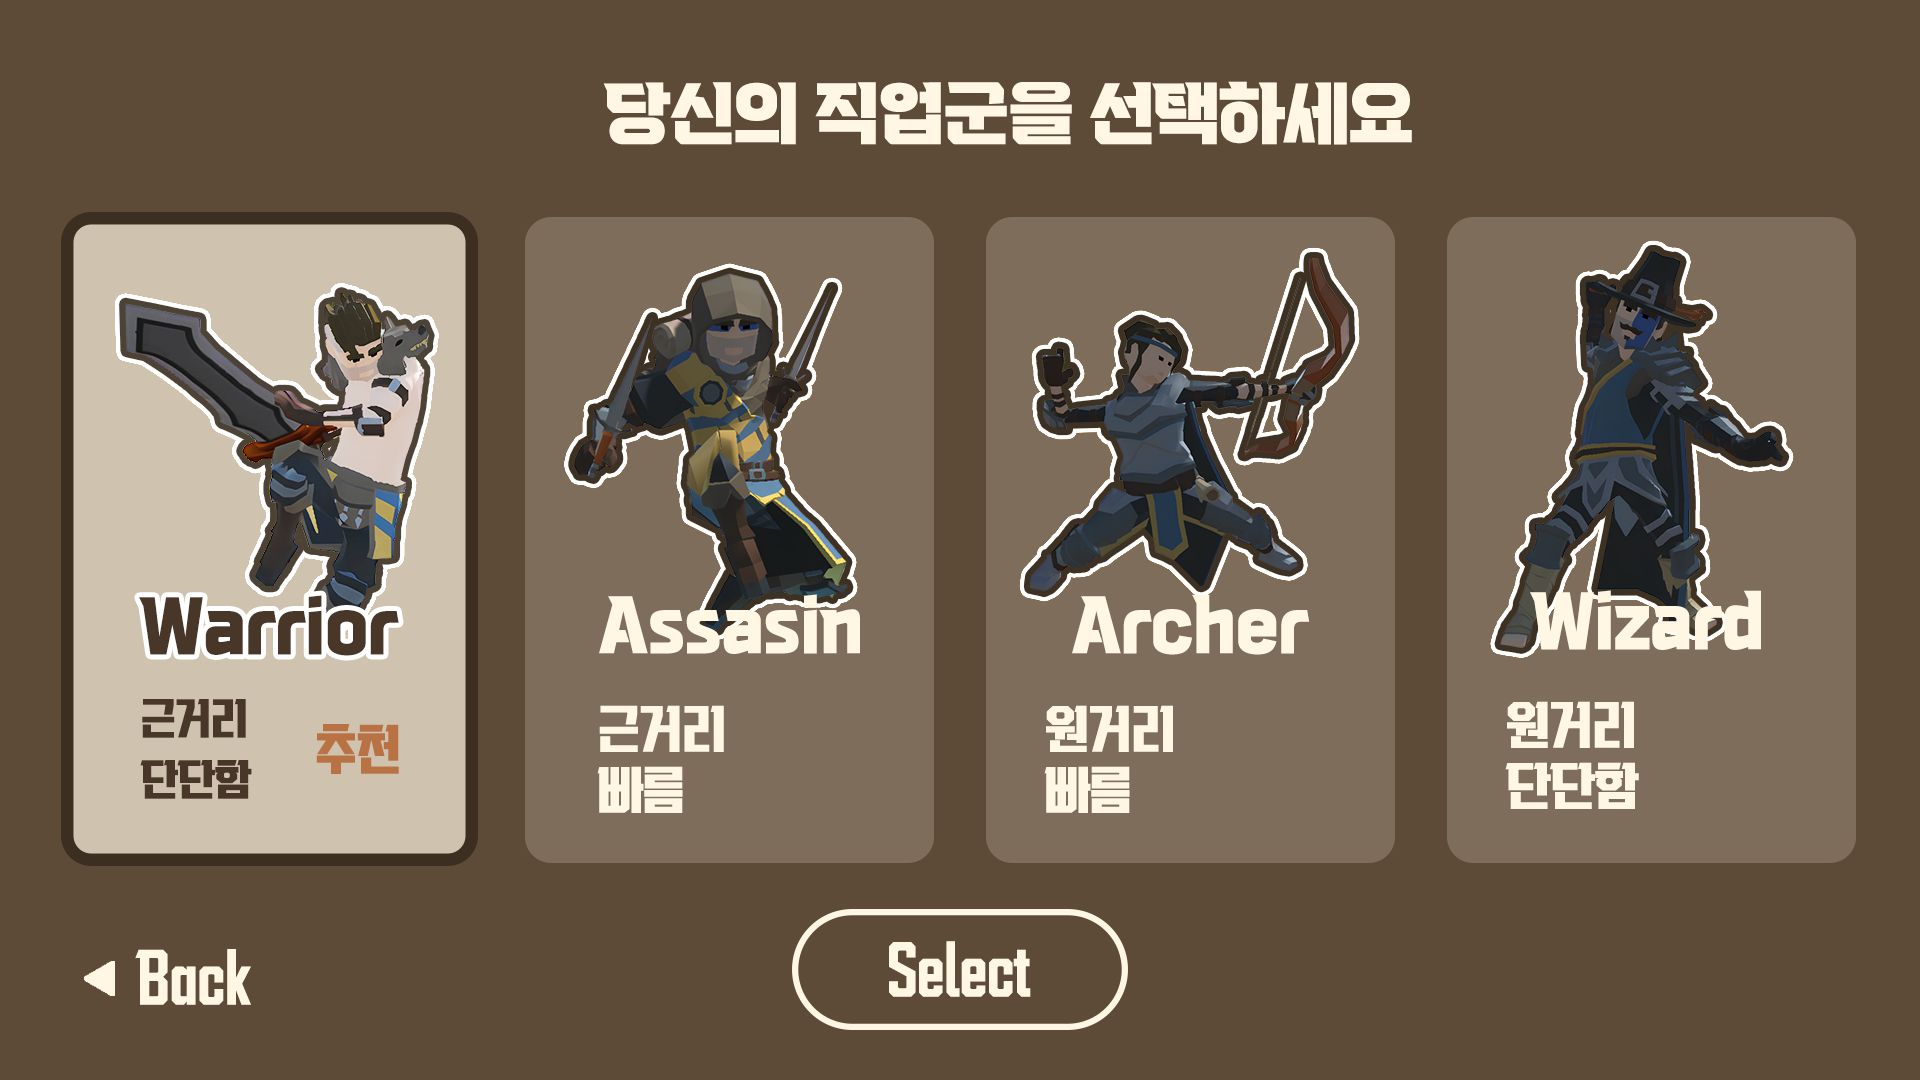 당신의 직업군을 선택하세요
Warrior
근거리
단단함
추천
Assasin
근거리
빠름
Archer
원거리
빠름
Wizard
원거리
단단함
Back
Select